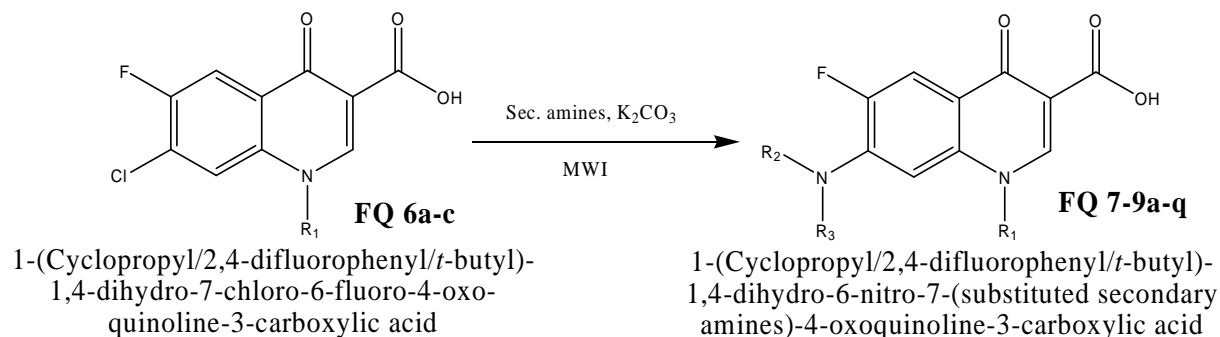 O
O
F
OH
Cl
N
R1
FQ 6a-c
1-(Cyclopropyl/2,4-difluorophenyl/t-butyl)-
1,4-dihydro-7-chloro-6-fluoro-4-oxo-
quinoline-3-carboxylic acid
Sec. amines, K2CO3
MWI
O
O
F
OH
R2
N
N
R3
R1
FQ 7-9a-q
1-(Cyclopropyl/2,4-difluorophenyl/t-butyl)-
1,4-dihydro-6-nitro-7-(substituted secondary
amines)-4-oxoquinoline-3-carboxylic acid